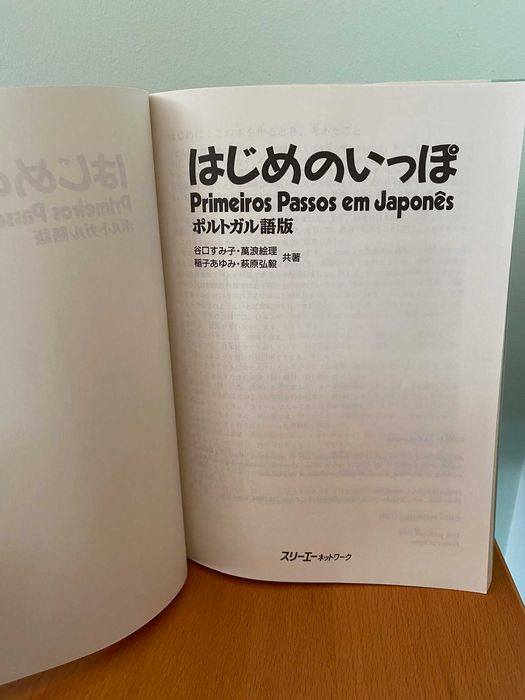 はじめのいっぽ
Primeiros Passos em Japonês
ポルトガル語版
谷口すみ子・萬浪絵理
稲子あゆみ・萩原弘毅 共著
スリーエーネットワーク